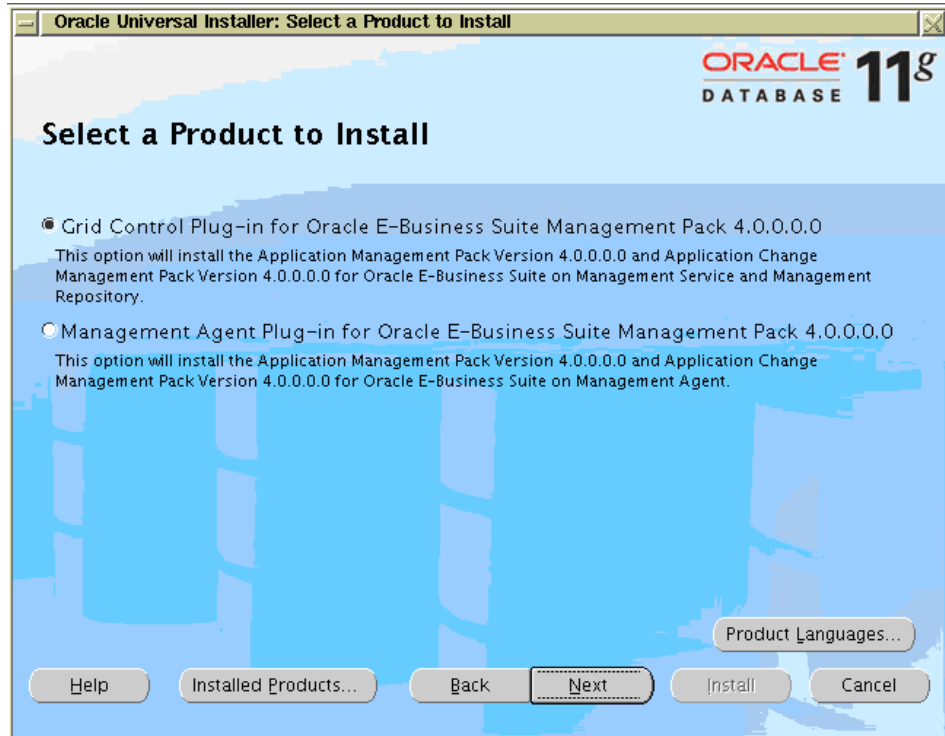 Oracle Universal Installer: Select a Product to Install
ORACLE 11g
DATABASE
Select a Product to Install
Grid Control Plug-in for Oracle E-Business Suite Management Pack 4.0.0.0.0
This option will install the Application Management Pack Version 4.0.0.0.0 and Application Change
Management Pack Version 4.0.0.0.0 for Oracle E-Business Suite on Management Service and Management
Repository.
Management Agent Plug-in for Oracle E-Business Suite Management Pack 4.0.0.0.0
This option will install the Application Management Pack Version 4.0.0.0.0 and Application Change
Management Pack Version 4.0.0.0.0 for Oracle E-Business Suite on Management Agent.
Product Languages...
Help Installed Products... Back Next Install Cancel